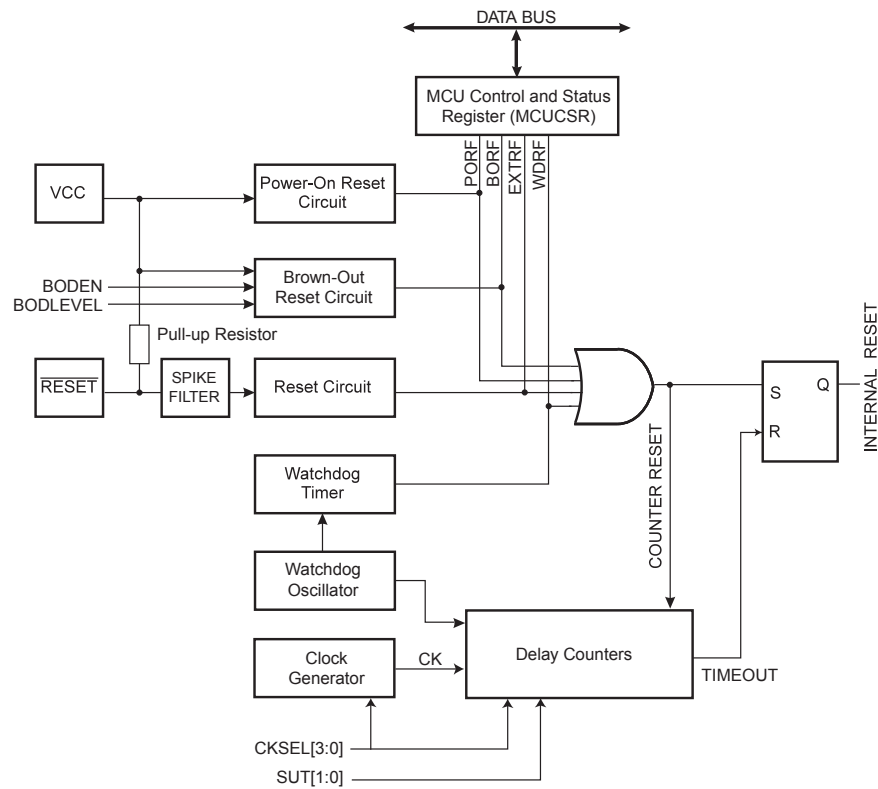 DATA BUS
MCU Control and Status
Register (MCUCSR)
PORF
BORF
EXTRF
WDRF
VCC
Power-On Reset
Circuit
BODEN
BODLEVEL
Brown-Out
Reset Circuit
Pull-up Resistor
RESET
SPIKE
FILTER
Reset Circuit
S
Q
R
INTERNAL RESET
Watchdog
Timer
COUNTER RESET
Watchdog
Oscillator
Clock
Generator
CK
Delay Counters
TIMEOUT
CKSEL[3:0]
SUT[1:0]